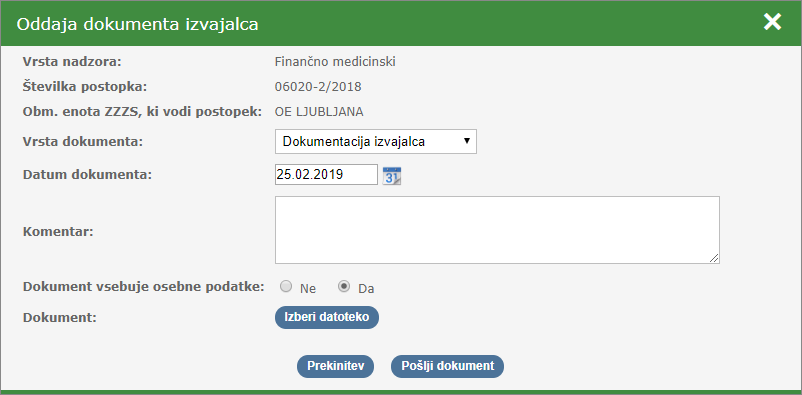 Oddaja dokumenta izvajalca
Vrsta nadzora: Finančno medicinski
Številka postopka: 06020-2/2018
Obm. enota ZZZS, ki vodi postopek: OE LJUBLJANA
Vrsta dokumenta: Dokumentacija izvajalca
Datum dokumenta: 25.02.2019 31
Komentar:
Dokument vsebuje osebne podatke: Ne Da
Dokument: Izberi datoteko
Prekinitev Pošlji dokument